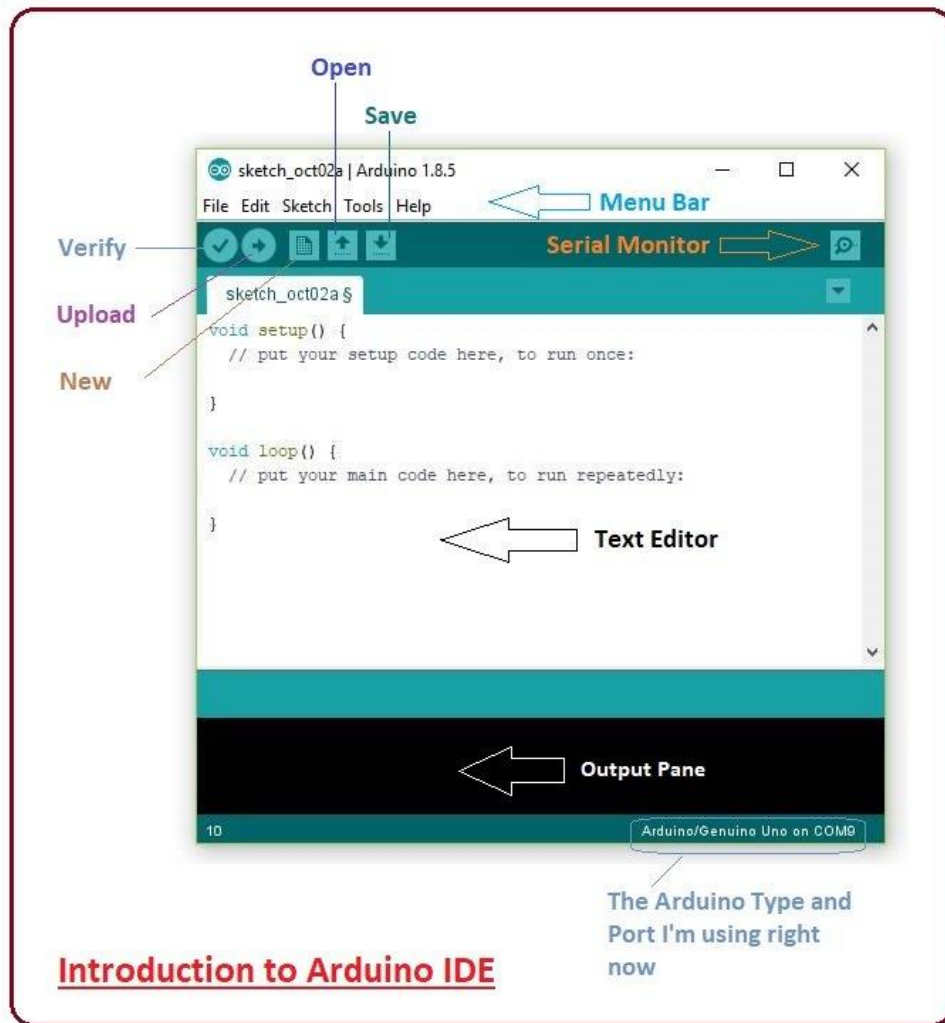 Open
Save
sketch_oct02a | Arduino 1.8.5
File Edit Sketch Tools Help
Menu Bar
Verify
Serial Monitor
sketch_oct02a §
Upload
void setup() {
// put your setup code here, to run once:
New
}
void loop() {
// put your main code here, to run repeatedly:
}
Text Editor
Output Pane
10
Arduino/Genuino Uno on COM9
The Arduino Type and
Port I'm using right
now
Introduction to Arduino IDE